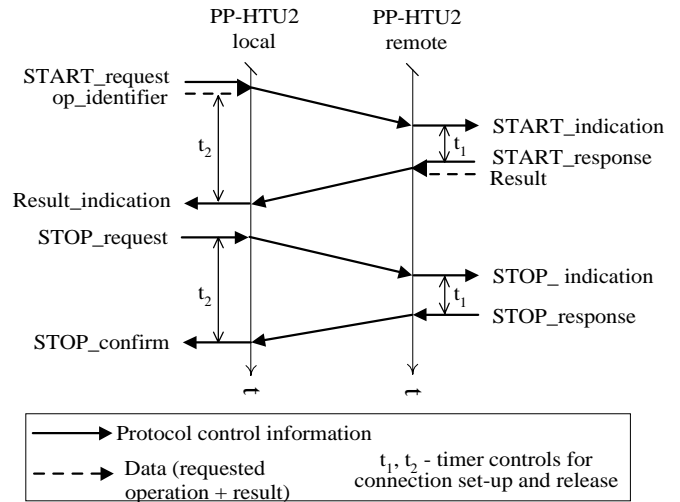 PP-HTU2 local
PP-HTU2 remote
START_request
op_identifier
START_indication
t2
t1
START_response
Result
Result_indication
STOP_request
STOP_ indication
t2
t1
STOP_response
STOP_confirm
t
t
Protocol control information
Data (requested
operation + result)
t1, t2 - timer controls for
connection set-up and release